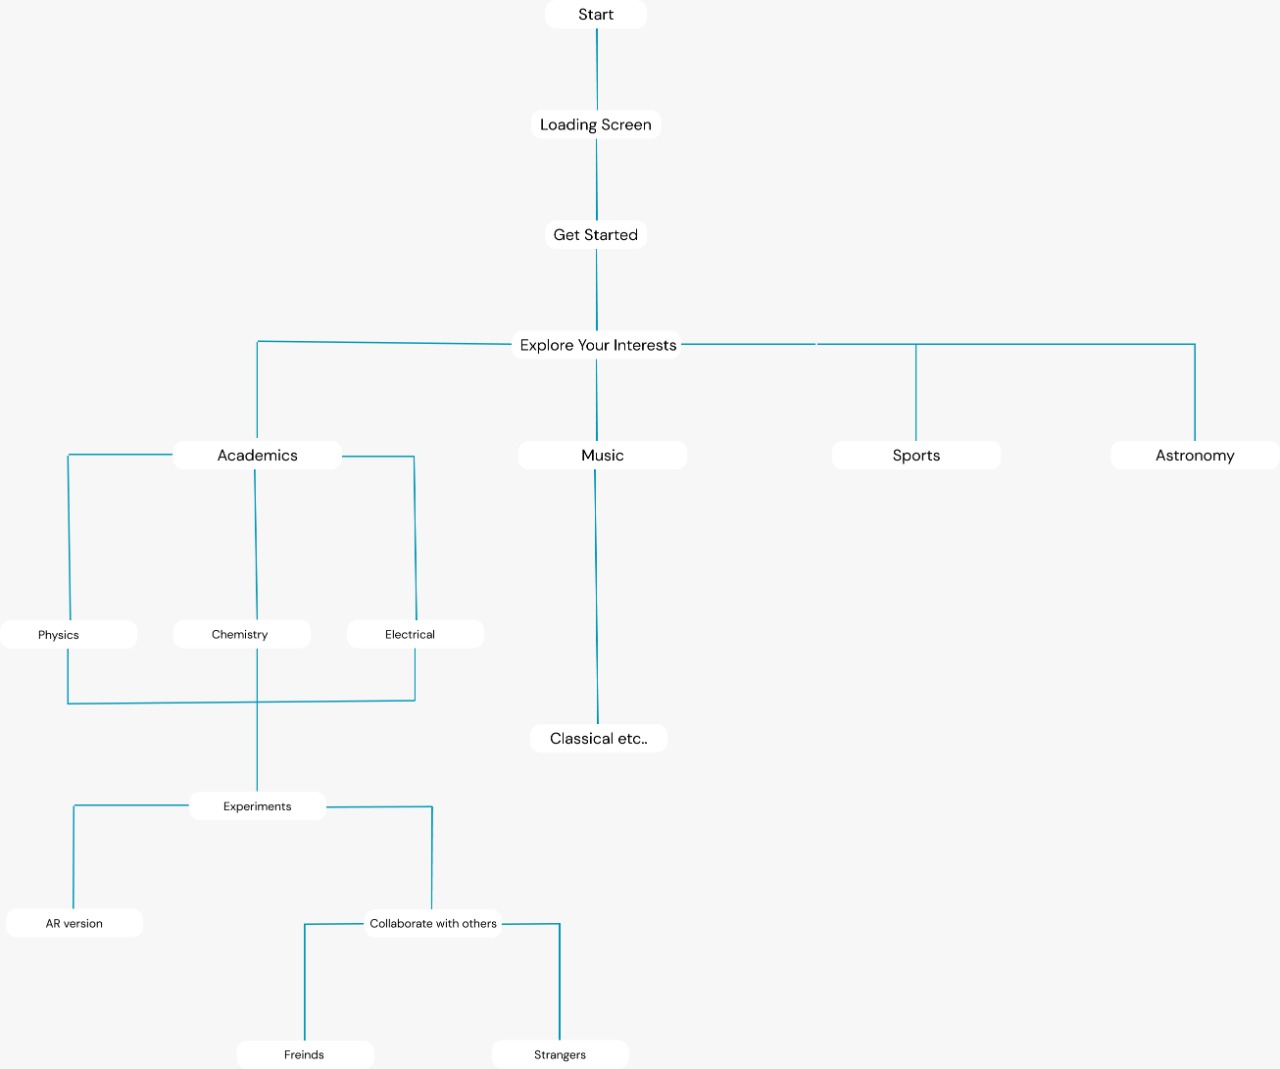 Start
Loading Screen
Get Started
Explore Your Interests
Academics
Music
Sports
Astronomy
Physics
Chemistry
Electrical
Classical etc..
Experiments
AR version
Collaborate with others
Freinds
Strangers